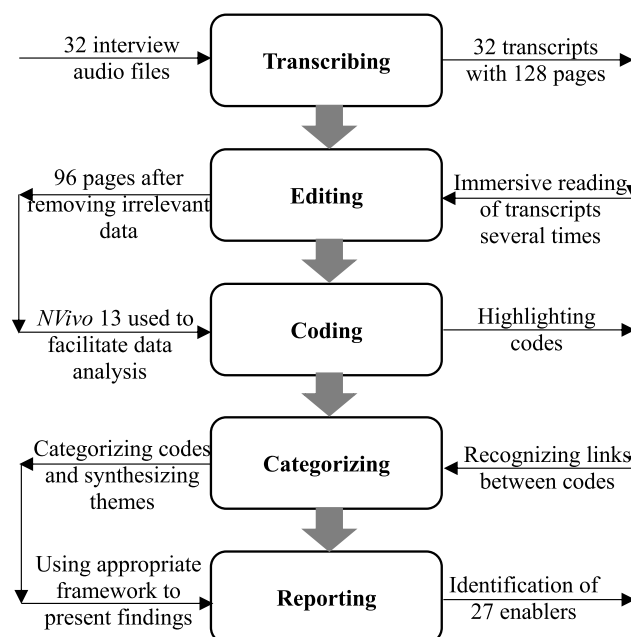 32 interview
audio files
Transcribing
32 transcripts
with 128 pages
96 pages after
removing irrelevant
data
Editing
Immersive reading
of transcripts
several times
NVivo 13 used to
facilitate data
analysis
Coding
Highlighting
codes
Categorizing codes
and synthesizing
themes
Categorizing
Recognizing links
between codes
Using appropriate
framework to
present findings
Reporting
Identification of
27 enablers